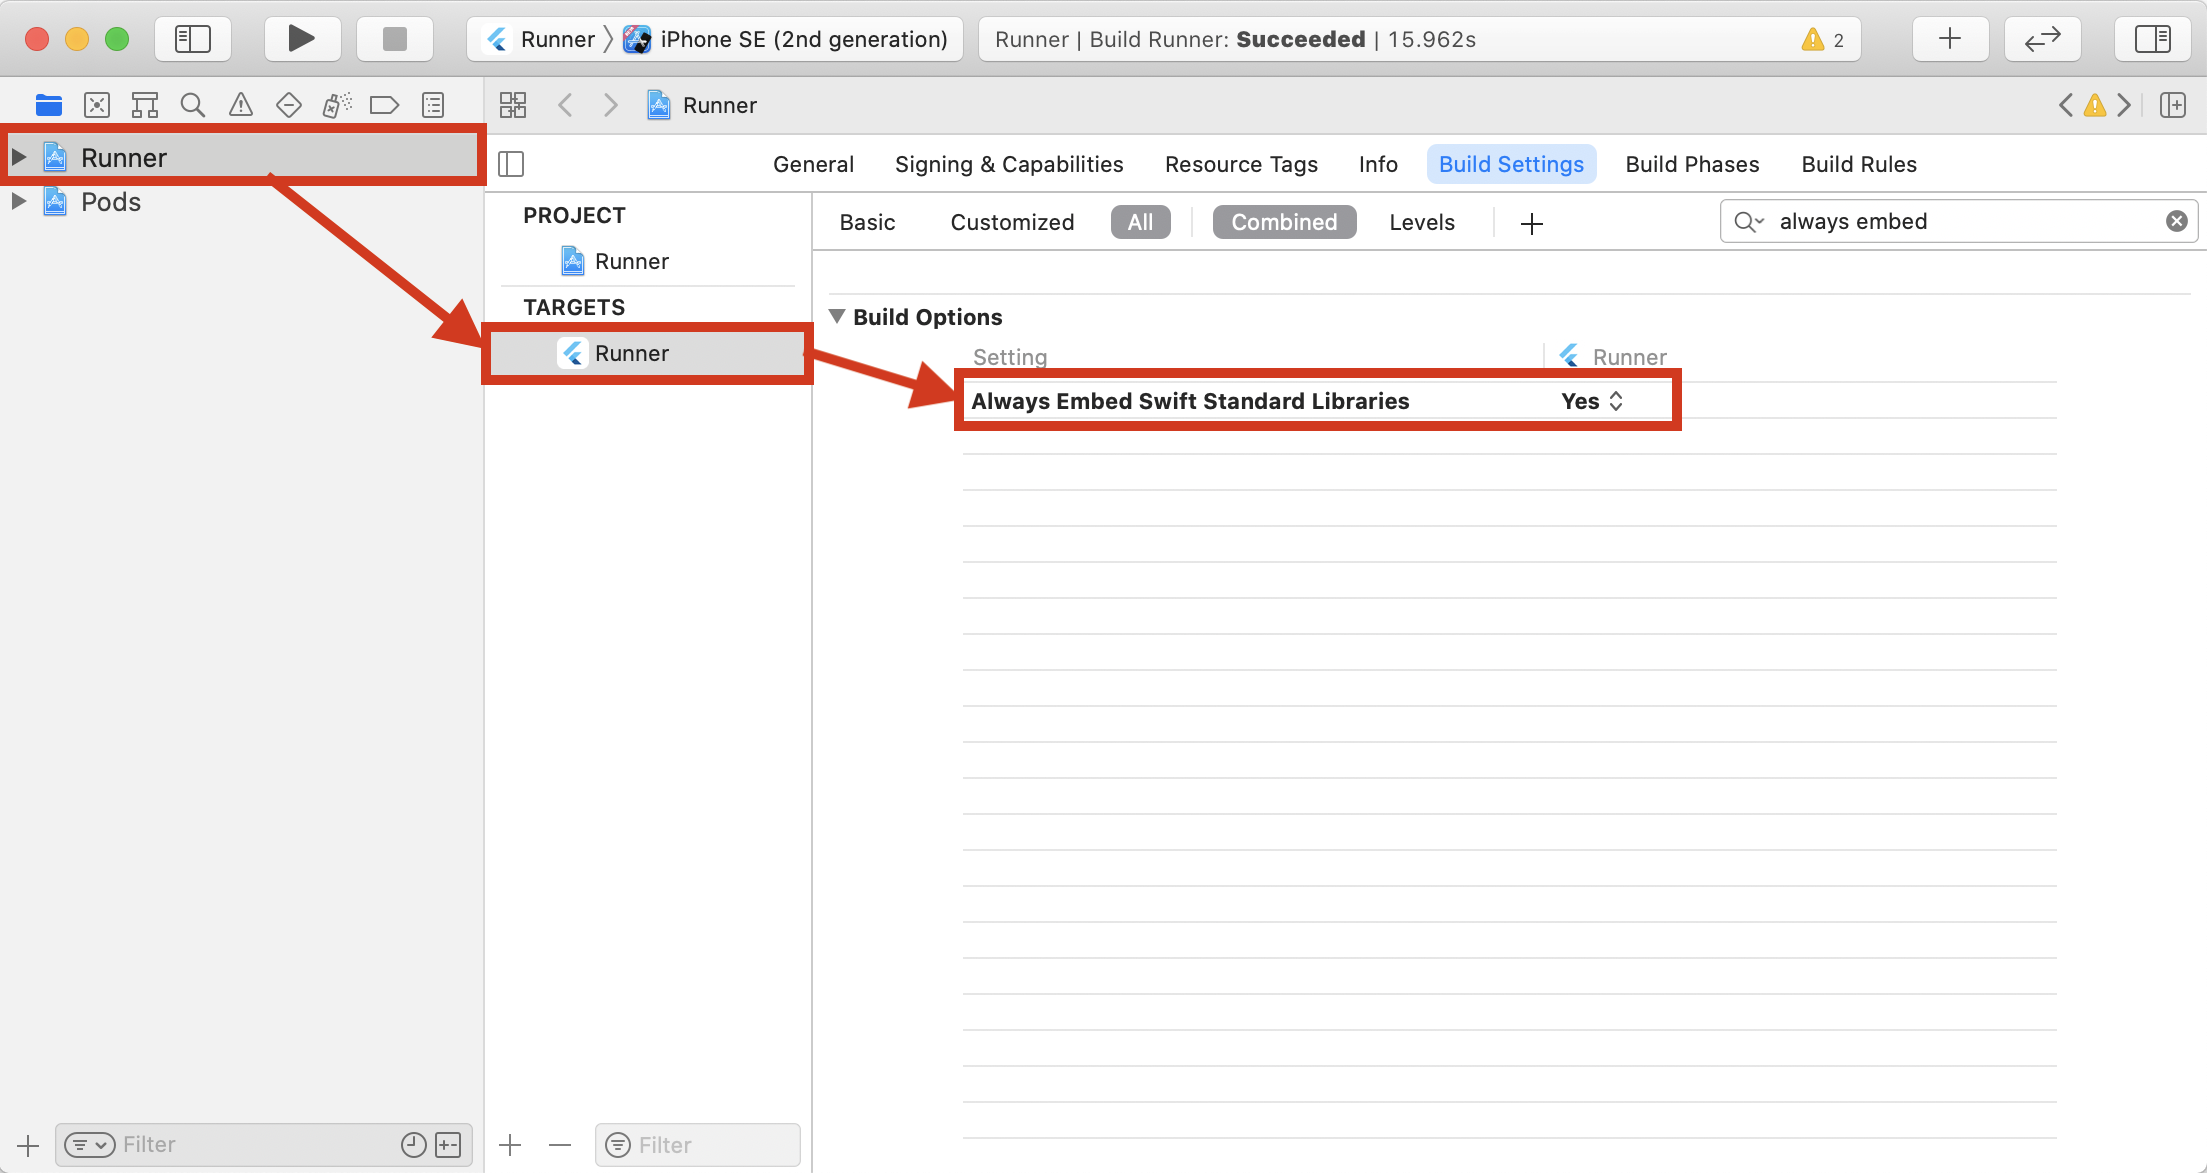 Runner 〉 iPhone SE (2nd generation)
Runner | Build Runner: Succeeded | 15.962s
2
Runner
Runner
Pods
General Signing & Capabilities Resource Tags Info Build Settings Build Phases Build Rules
PROJECT
Runner
TARGETS
Runner
Basic Customized All Combined Levels
always embed
Build Options
Setting Runner
Always Embed Swift Standard Libraries Yes
Filter
Filter